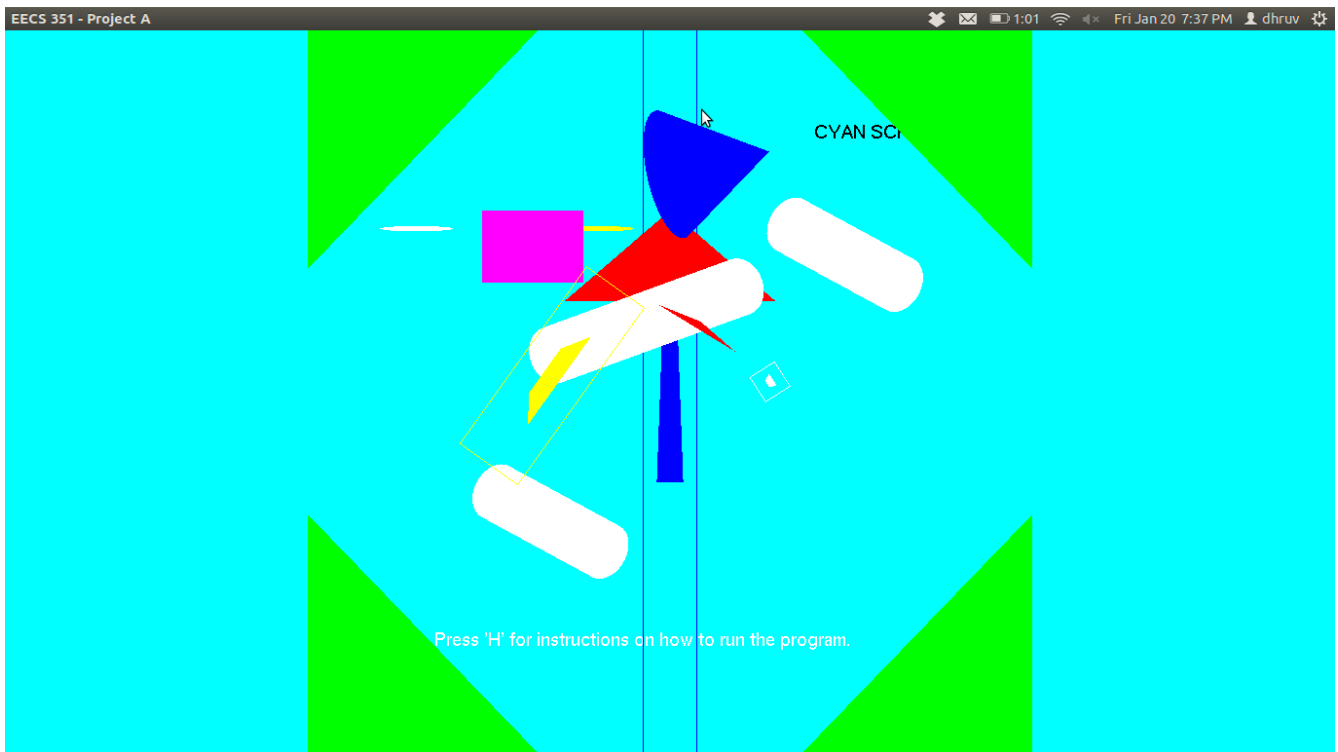 EECS 351 - Project A 1:01 Fri Jan 20 7:37 PM dhruv
CYAN
Press 'H' for instructions on how to run the program.